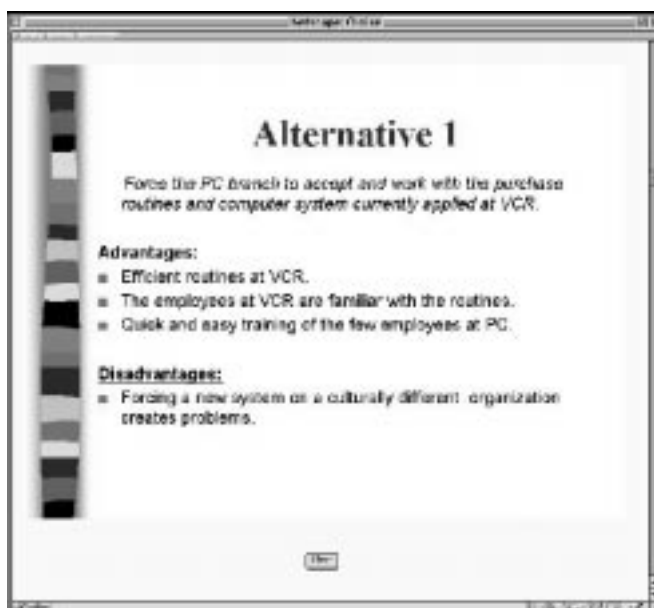 Alternative 1
Force the PC branch to accept and work with the purchase
routines and computer system currently applied at VCR.
Advantages:
Efficient routines at VCR.
The employees at VCR are familiar with the routines.
Quick and easy training of the few employees at PC.
Disadvantages:
Forcing a new system on a culturally different organization
creates problems.